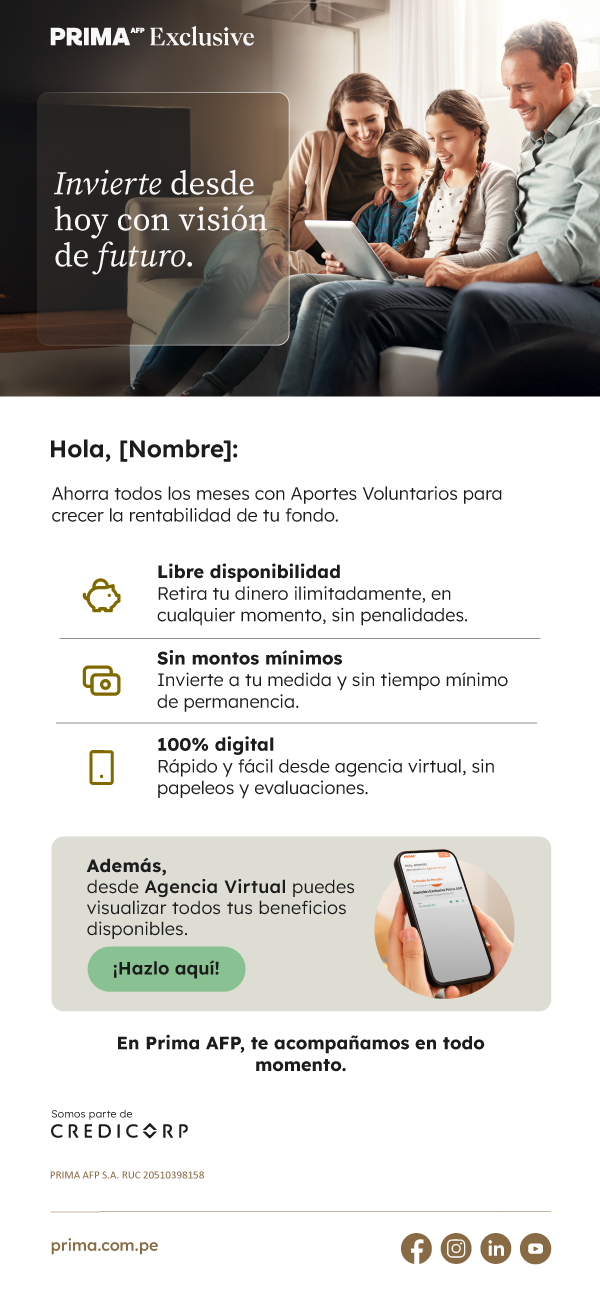 PRIMA AFP Exclusive
Invierte desde
hoy con visión
de futuro.
Hola, [Nombre]:
Ahorra todos los meses con Aportes Voluntarios para
crecer la rentabilidad de tu fondo.
Libre disponibilidad
Retira tu dinero ilimitadamente, en
cualquier momento, sin penalidades.
Sin montos mínimos
Invierte a tu medida y sin tiempo mínimo
de permanencia.
100% digital
Rápido y fácil desde agencia virtual, sin
papeleos y evaluaciones.
Además,
desde Agencia Virtual puedes
visualizar todos tus beneficios
disponibles.
¡Hazlo aquí!
PRIMA
En Prima AFP, te acompañamos en todo
momento.
Somos parte de
CREDICORP
PRIMA AFP S.A. RUC 20510398158
prima.com.pe